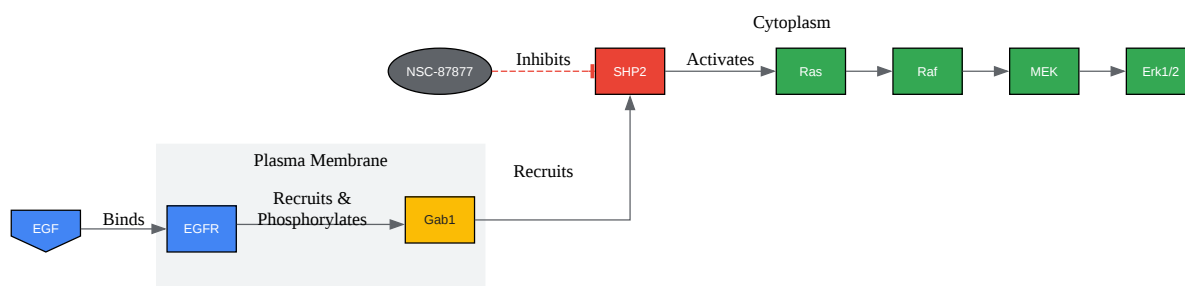 Cytoplasm
NSC-87877
Inhibits
SHP2
Activates
Ras
Raf
MEK
Erk1/2
Plasma Membrane
Recruits
EGF
Binds
EGFR
Recruits &
Phosphorylates
Gab1